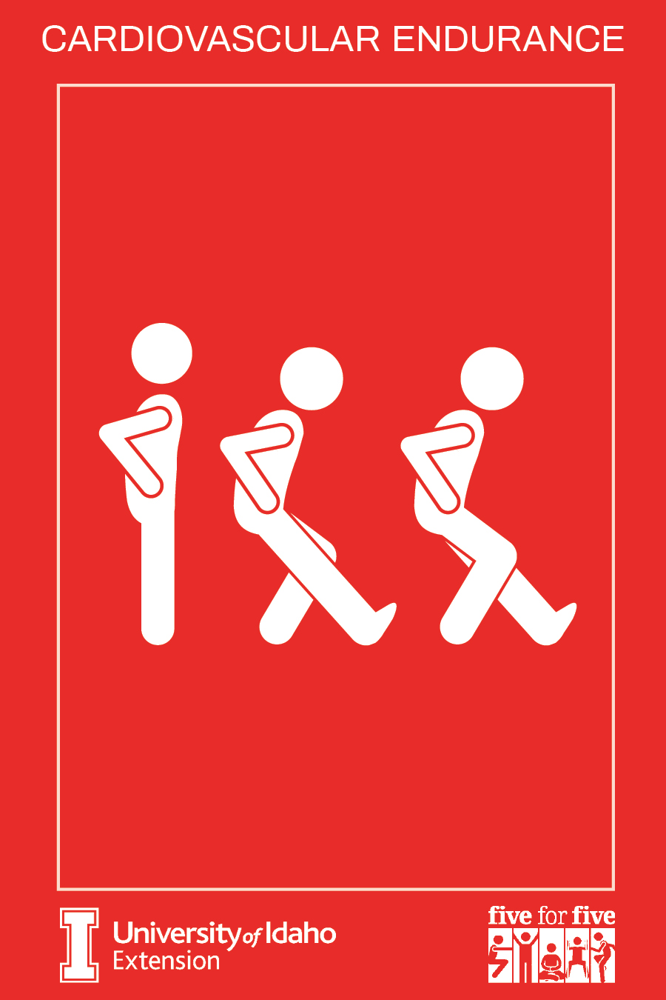 CARDIOVASCULAR ENDURANCE
five for five
I University of Idaho
Extension